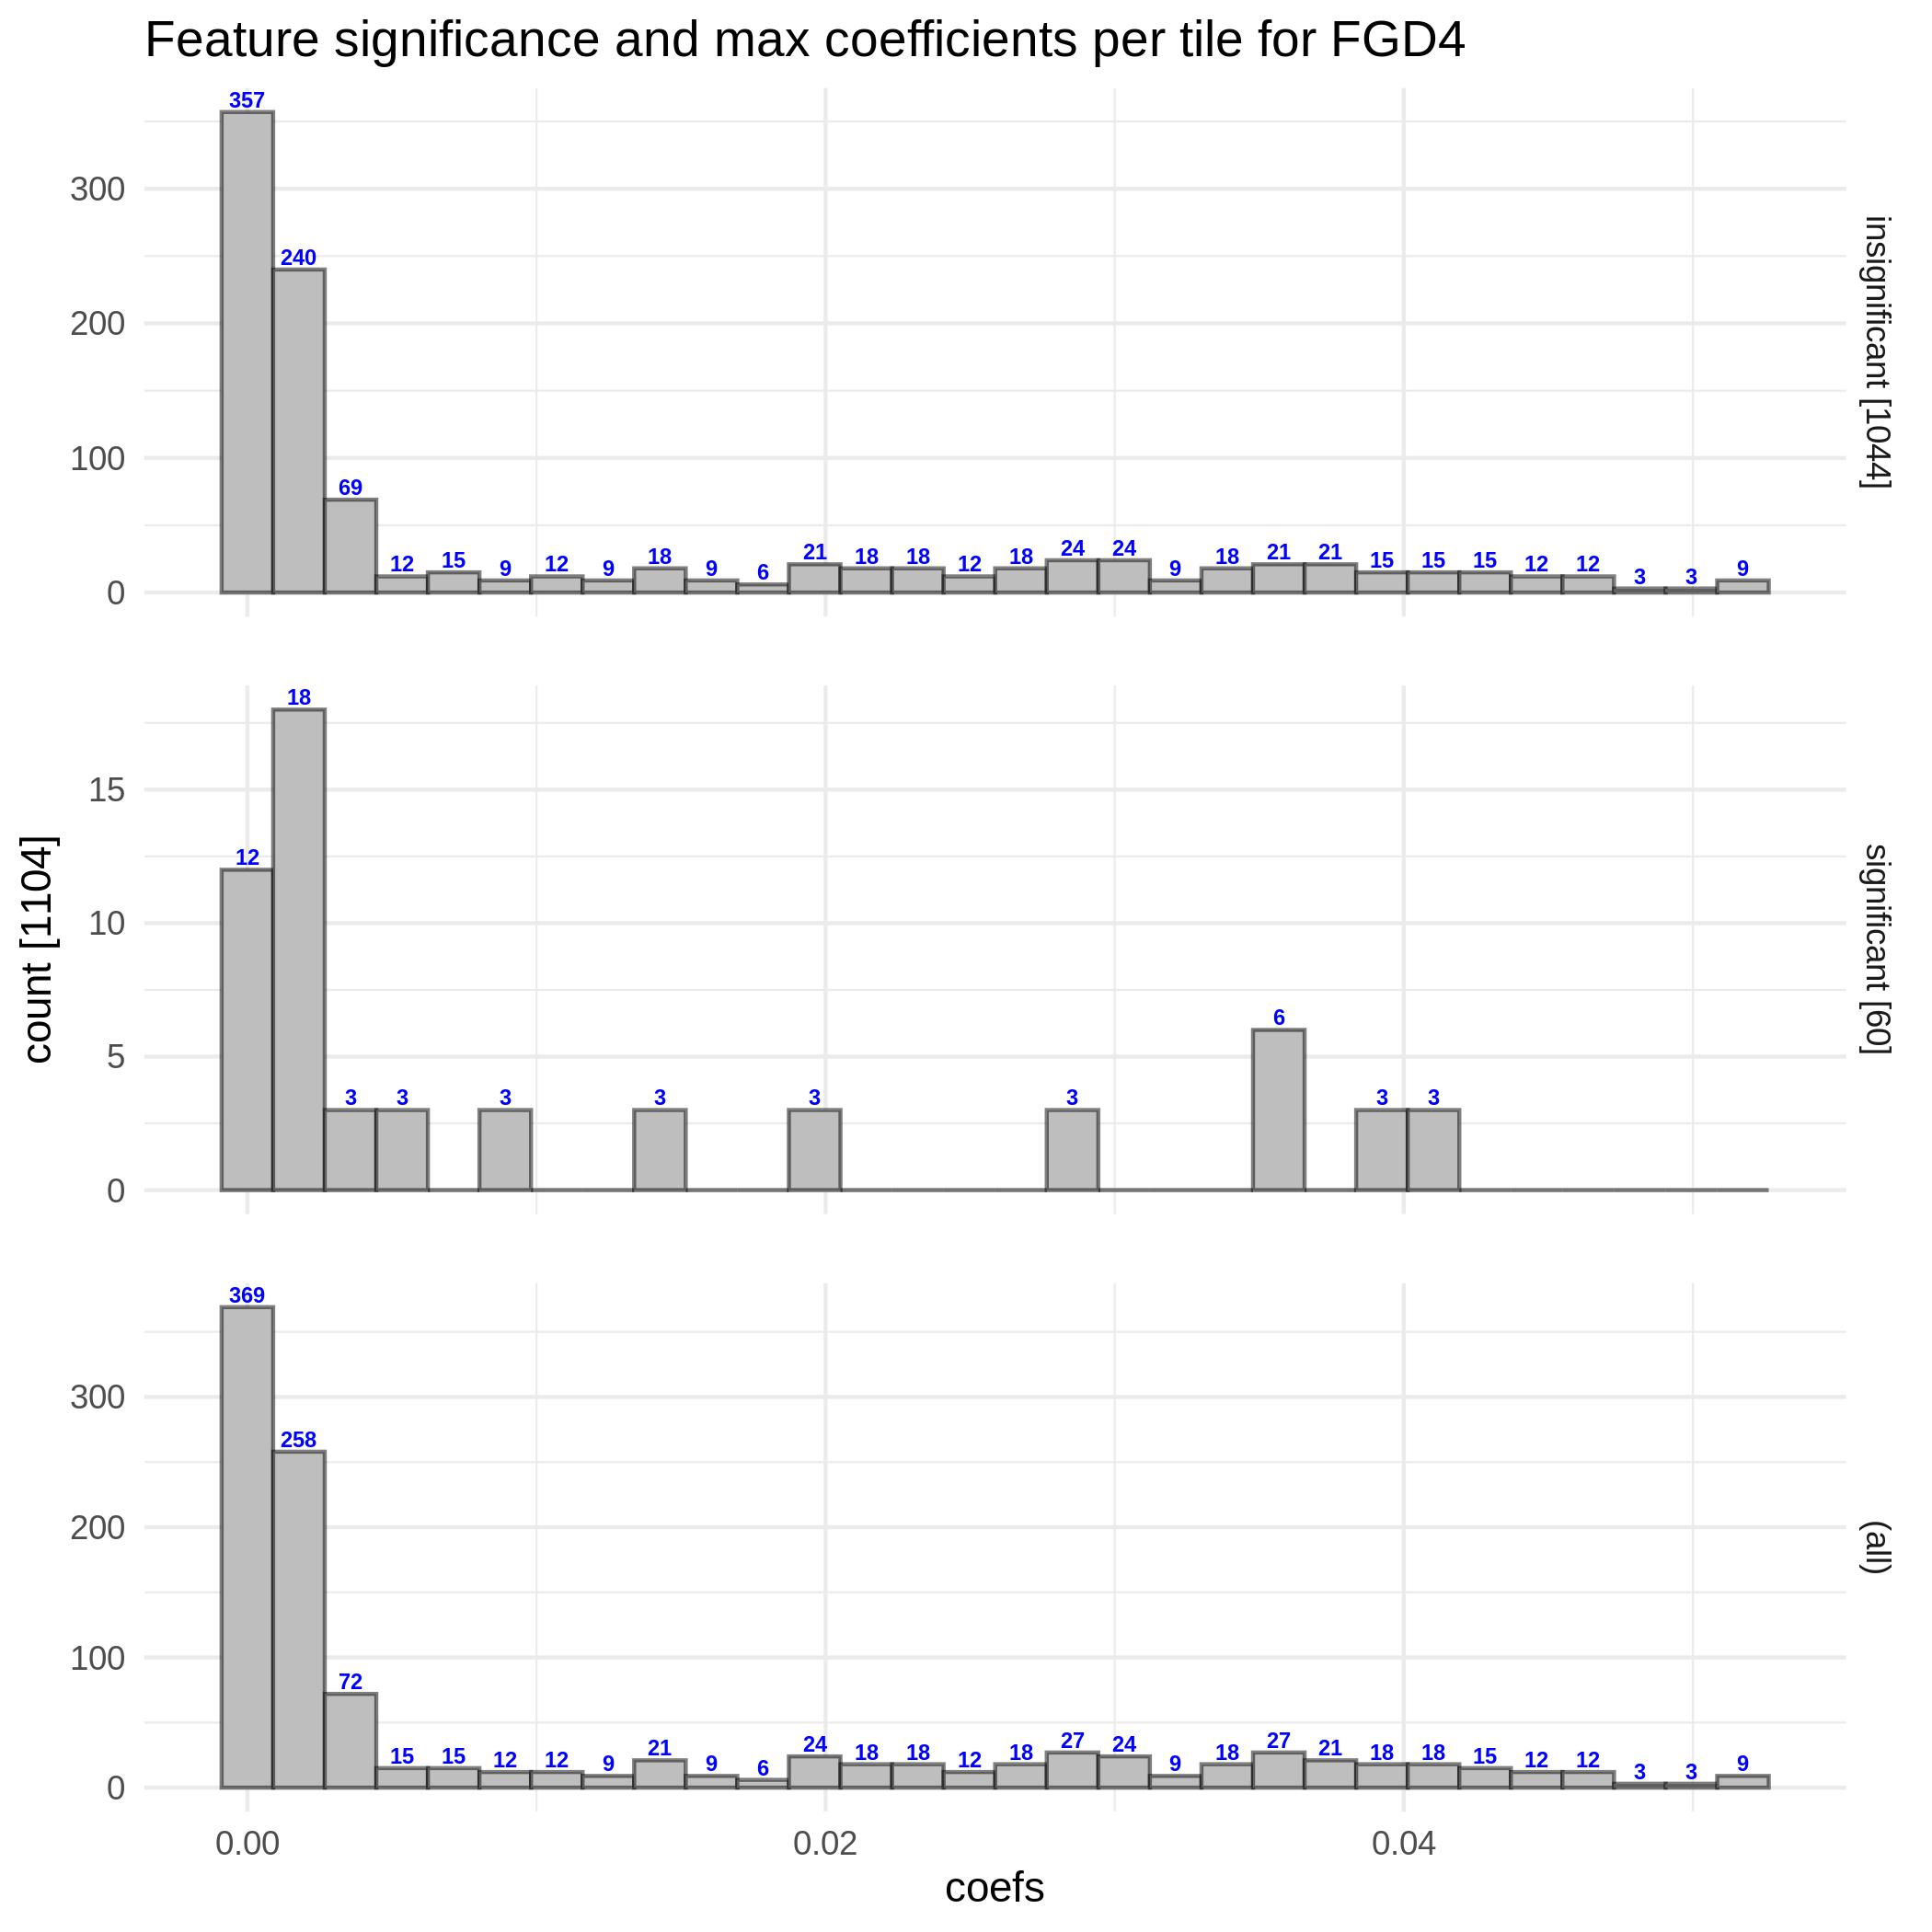 Feature significance and max coefficients per tile for FGD4
357
300
240
200
100
69
12 15 9 12 9 18 9 6 21 18 18 12 18 24 24 9 18 21 21 15 15 15 12 12 3 3 9
0
insignificant [1044]
18
15
12
10
5
6
3 3 3 3 3 3 3 3
0
significant [60]
count [1104]
369
300
258
200
100
72
15 15 12 12 9 21 9 6 24 18 18 12 18 27 24 9 18 27 21 18 18 15 12 12 3 3 9
0
(all)
0.00 0.02 0.04
coefs